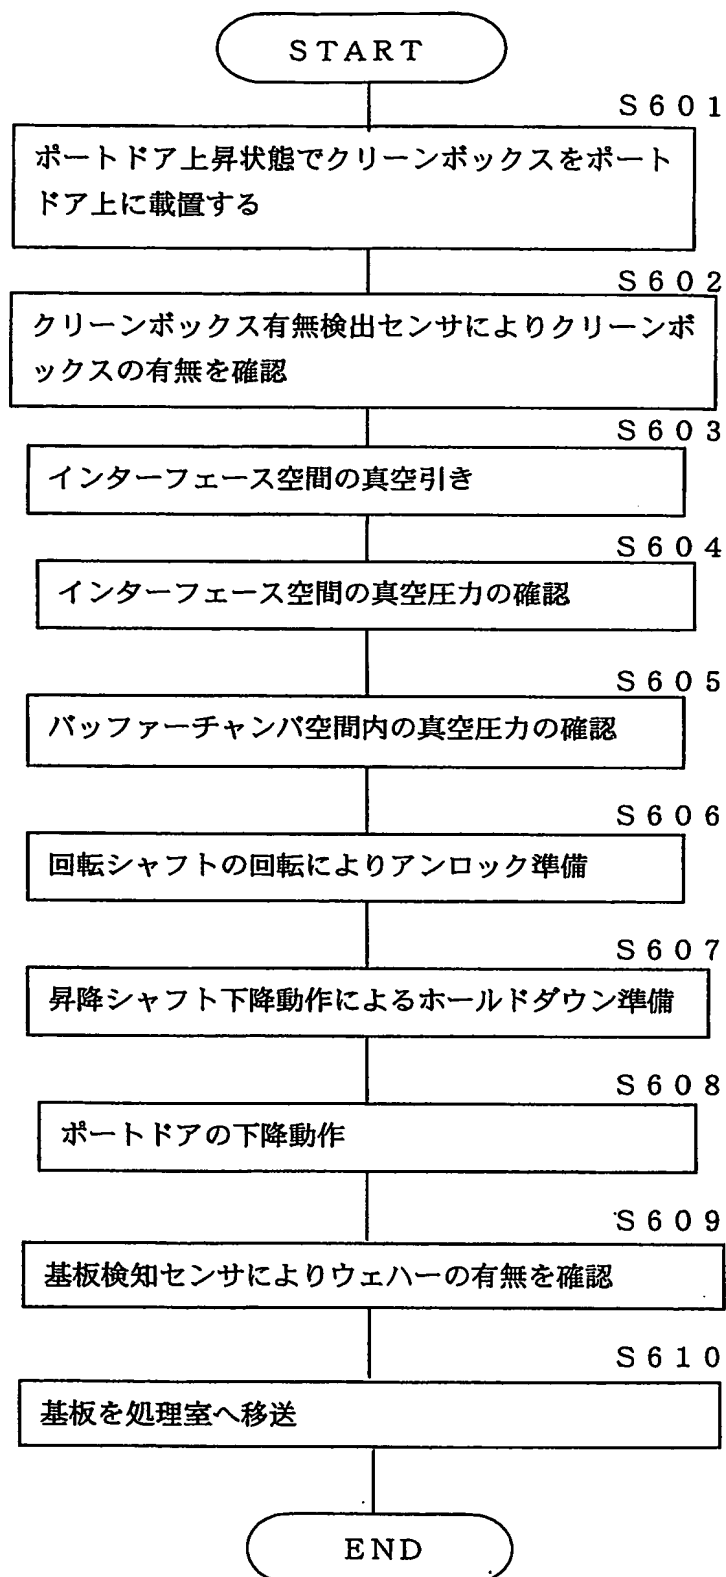 START
S601
ポートドア上昇状態でクリーンボックスをポート
ドア上に載置する
S602
クリーンボックス有無検出センサによりクリーンボ
ックスの有無を確認
S603
インターフェース空間の真空引き
S604
インターフェース空間の真空圧力の確認
S605
バッファーチャンバ空間内の真空圧力の確認
S606
回転シャフトの回転によりアンロック準備
S607
昇降シャフト下降動作によるホールドダウン準備
S608
ポートドアの下降動作
S609
基板検知センサによりウェハーの有無を確認
S610
基板を処理室へ移送
END